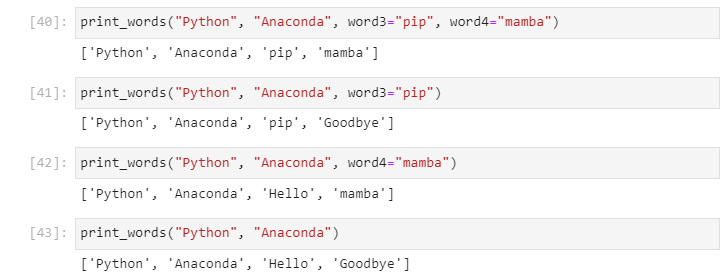 [40]: print_words("Python", "Anaconda", word3="pip", word4="mamba")
['Python', 'Anaconda', 'pip', 'mamba']
[41]: print_words("Python", "Anaconda", word3="pip")
['Python', 'Anaconda', 'pip', 'Goodbye']
[42]: print_words("Python", "Anaconda", word4="mamba")
['Python', 'Anaconda', 'Hello', 'mamba']
[43]: print_words("Python", "Anaconda")
['Python', 'Anaconda', 'Hello', 'Goodbye']